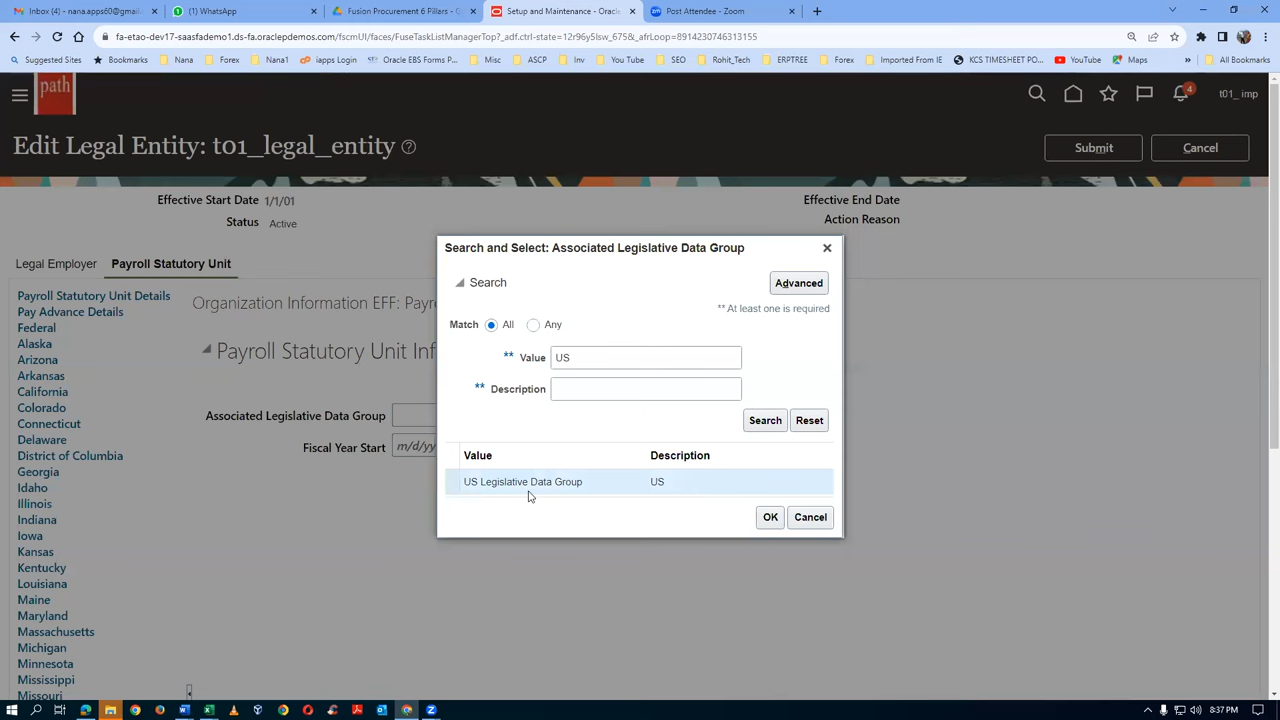 Inbox (4) - nana.apps60@gmail.c
(1) WhatsApp
Fusion Procurement 6 Pillars - G
Setup and Maintenance - Oracle
Post Attendee - Zoom
fa-etao-dev17-saasfademo1.ds-fa.oraclepdemos.com/fscmUI/faces/FuseTaskListManagerTop?_adf.ctrl-state=12r96ySlsw_675&_afrLoop=8914230746313155
Suggested Sites
Bookmarks
Nana
Forex
Nana1
iapps Login
Oracle EBS Forms P...
Misc
ASCP
Inv
You Tube
SEO
Rohit_Tech
ERPTREE
Forex
Imported From IE
KCS TIMESHEET PO...
YouTube
Maps
All Bookmarks
path
4
t01_ imp
Edit Legal Entity: t01_legal_entity
Submit
Cancel
Effective Start Date 1/1/01
Effective End Date
Status Active
Action Reason
Legal Employer
Payroll Statutory Unit
Search and Select: Associated Legislative Data Group
Search
Advanced
** At least one is required
Match All Any
** Value US
** Description
Search
Reset
Value
Description
US Legislative Data Group
US
OK
Cancel
Payroll Statutory Unit Details
Pay Advance Details
Federal
Alaska
Arizona
Arkansas
California
Colorado
Connecticut
Delaware
District of Columbia
Georgia
Idaho
Illinois
Indiana
Iowa
Kansas
Kentucky
Louisiana
Maine
Maryland
Massachusetts
Michigan
Minnesota
Mississippi
Missouri
Organization Information EFF: Payr
Payroll Statutory Unit Inf
Associated Legislative Data Group
Fiscal Year Start m/d/yy
8:37 PM